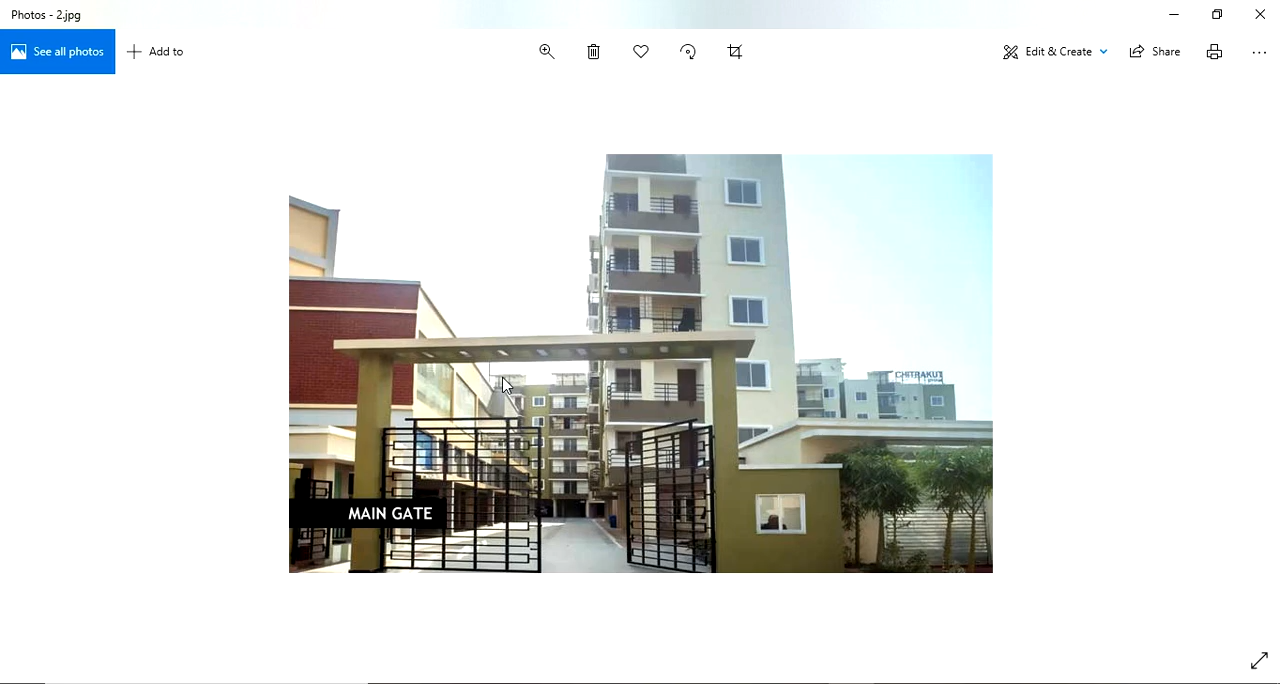 Photos - 2.jpg
See all photos
Add to
Edit & Create
Share
CHITRAKUT
MAIN GATE